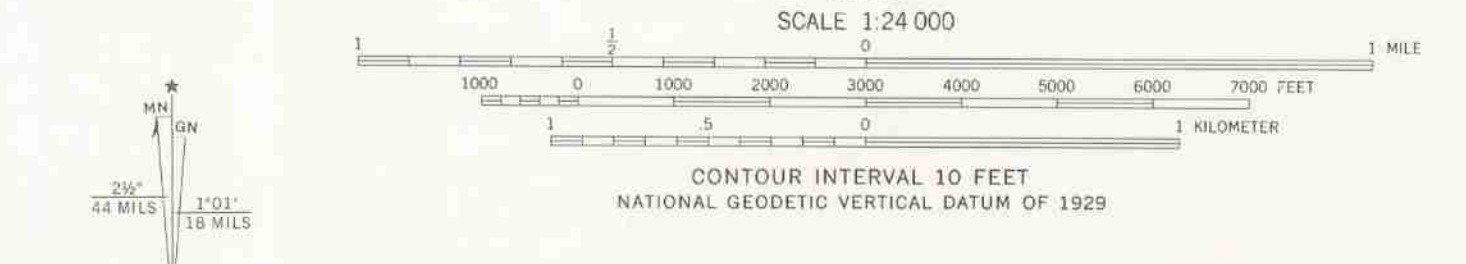 SCALE 1:24 000
1 ½ 0 1 MILE
1000 0 1000 2000 3000 4000 5000 6000 7000 FEET
1 .5 0 1 KILOMETER
CONTOUR INTERVAL 10 FEET
NATIONAL GEODETIC VERTICAL DATUM OF 1929
MN
GN
2½°
44 MILS
1°01'
18 MILS